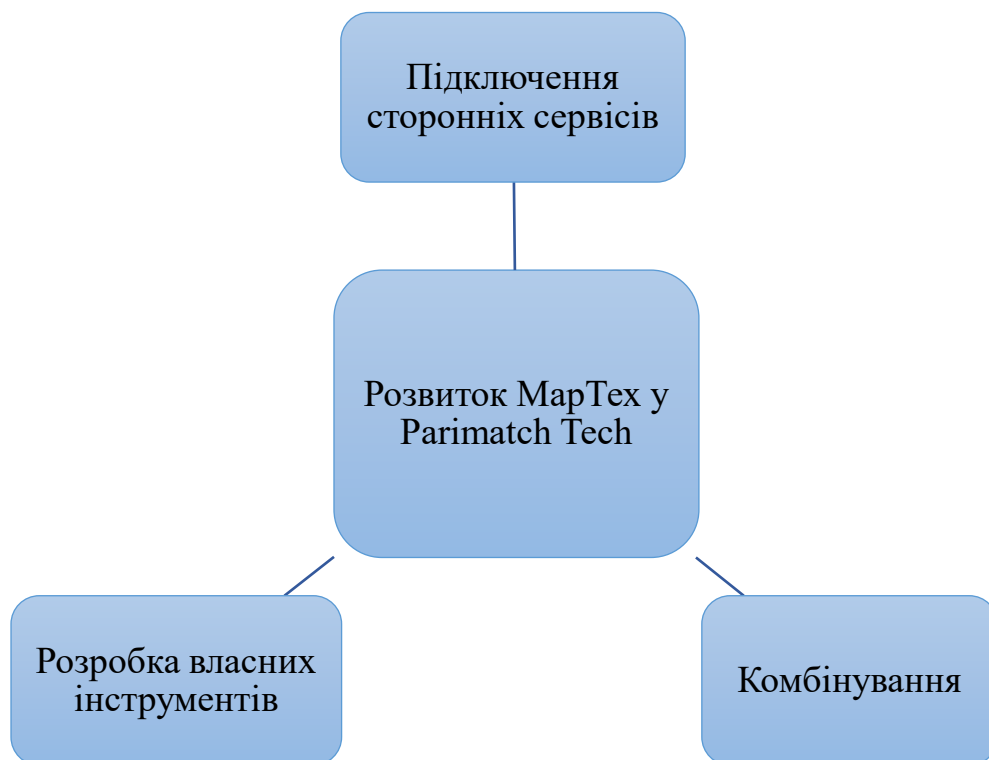 Підключення
сторонніх сервісів
Розвиток МарТех у
Parimatch Tech
Розробка власних
інструментів
Комбінування